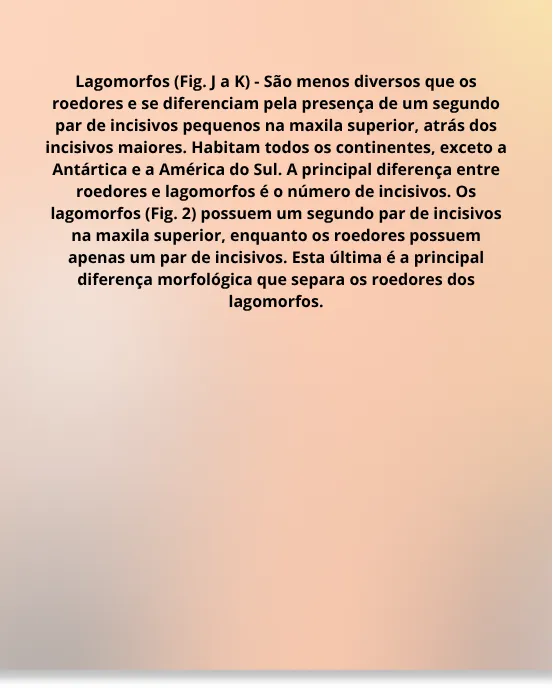 Lagomorfos (Fig. J a K) - São menos diversos que os
roedores e se diferenciam pela presença de um segundo
par de incisivos pequenos na maxila superior, atrás dos
incisivos maiores. Habitam todos os continentes, exceto a
Antártica e a América do Sul. A principal diferença entre
roedores e lagomorfos é o número de incisivos. Os
lagomorfos (Fig. 2) possuem um segundo par de incisivos
na maxila superior, enquanto os roedores possuem
apenas um par de incisivos. Esta última é a principal
diferença morfológica que separa os roedores dos
lagomorfos.